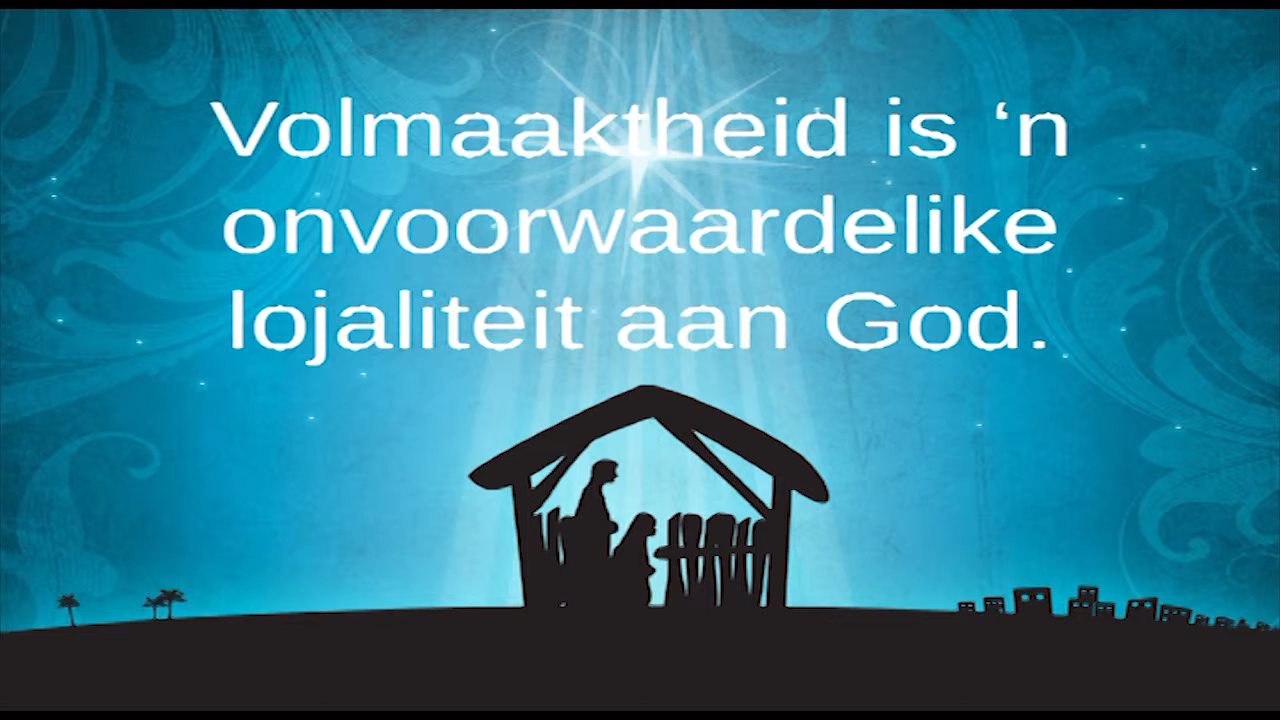 Volmaaktheid is ‘n
onvoorwaardelike
lojaliteit aan God.